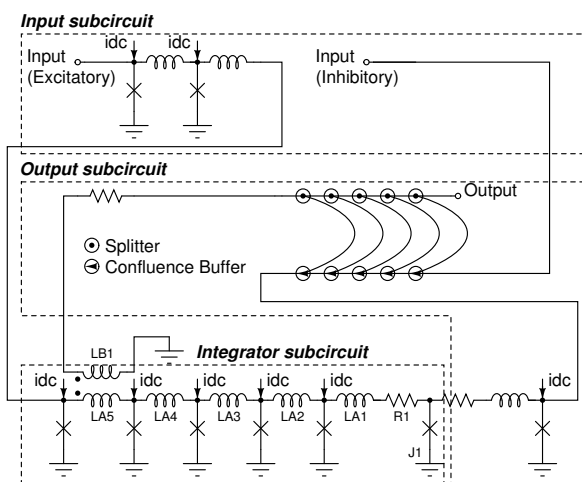 Input subcircuit
Input
(Excitatory)
idc
idc
Input
(Inhibitory)
Output subcircuit
Output
Splitter
Confluence Buffer
LB1
Integrator subcircuit
idc
idc
idc
idc
idc
idc
LA5
LA4
LA3
LA2
LA1
R1
J1